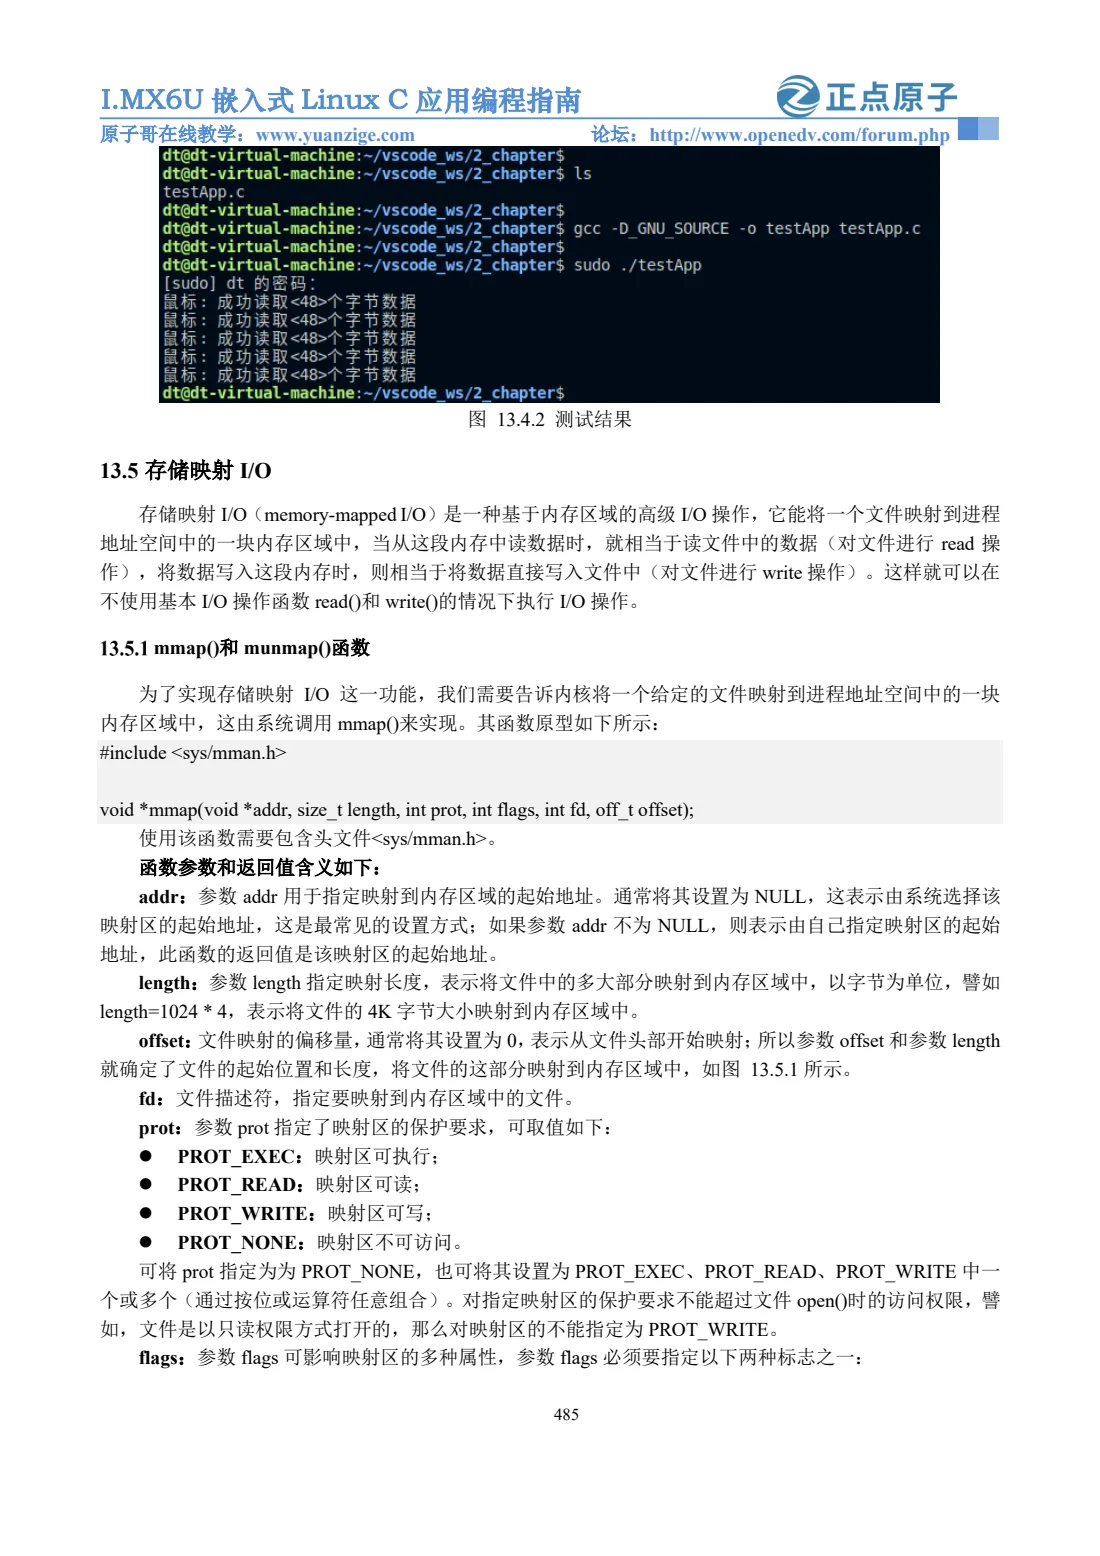 I.MX6U 嵌入式 Linux C 应用编程指南
正点原子
原子哥在线教学：www.yuanzige.com 论坛：http://www.openedv.com/forum.php
dt@dt-virtual-machine:~/vscode_ws/2_chapter$
dt@dt-virtual-machine:~/vscode_ws/2_chapter$ ls
testApp.c
dt@dt-virtual-machine:~/vscode_ws/2_chapter$
dt@dt-virtual-machine:~/vscode_ws/2_chapter$ gcc -D_GNU_SOURCE -o testApp testApp.c
dt@dt-virtual-machine:~/vscode_ws/2_chapter$
dt@dt-virtual-machine:~/vscode_ws/2_chapter$ sudo ./testApp
[sudo] dt 的密码：
鼠标: 成功读取<48>个字节数据
鼠标: 成功读取<48>个字节数据
鼠标: 成功读取<48>个字节数据
鼠标: 成功读取<48>个字节数据
鼠标: 成功读取<48>个字节数据
dt@dt-virtual-machine:~/vscode_ws/2_chapter$
图 13.4.2 测试结果
13.5 存储映射 I/O
存储映射 I/O（memory-mapped I/O）是一种基于内存区域的高级 I/O 操作，它能将一个文件映射到进程
地址空间中的一块内存区域中，当从这段内存中读数据时，就相当于读文件中的数据（对文件进行 read 操
作），将数据写入这段内存时，则相当于将数据直接写入文件中（对文件进行 write 操作）。这样就可以在
不使用基本 I/O 操作函数 read()和 write()的情况下执行 I/O 操作。
13.5.1 mmap()和 munmap()函数
为了实现存储映射 I/O 这一功能，我们需要告诉内核将一个给定的文件映射到进程地址空间中的一块
内存区域中，这由系统调用 mmap()来实现。其函数原型如下所示：
#include <sys/mman.h>
void *mmap(void *addr, size_t length, int prot, int flags, int fd, off_t offset);
使用该函数需要包含头文件<sys/mman.h>。
函数参数和返回值含义如下：
addr：参数 addr 用于指定映射到内存区域的起始地址。通常将其设置为 NULL，这表示由系统选择该
映射区的起始地址，这是最常见的设置方式；如果参数 addr 不为 NULL，则表示由自己指定映射区的起始
地址，此函数的返回值是该映射区的起始地址。
length：参数 length 指定映射长度，表示将文件中的多大部分映射到内存区域中，以字节为单位，譬如
length=1024 * 4，表示将文件的 4K 字节大小映射到内存区域中。
offset：文件映射的偏移量，通常将其设置为 0，表示从文件头部开始映射；所以参数 offset 和参数 length
就确定了文件的起始位置和长度，将文件的这部分映射到内存区域中，如图 13.5.1 所示。
fd：文件描述符，指定要映射到内存区域中的文件。
prot：参数 prot 指定了映射区的保护要求，可取值如下：
● PROT_EXEC：映射区可执行；
● PROT_READ：映射区可读；
● PROT_WRITE：映射区可写；
● PROT_NONE：映射区不可访问。
可将 prot 指定为为 PROT_NONE，也可将其设置为 PROT_EXEC、PROT_READ、PROT_WRITE 中一
个或多个（通过按位或运算符任意组合）。对指定映射区的保护要求不能超过文件 open()时的访问权限，譬
如，文件是以只读权限方式打开的，那么对映射区的不能指定为 PROT_WRITE。
flags：参数 flags 可影响映射区的多种属性，参数 flags 必须要指定以下两种标志之一：
485